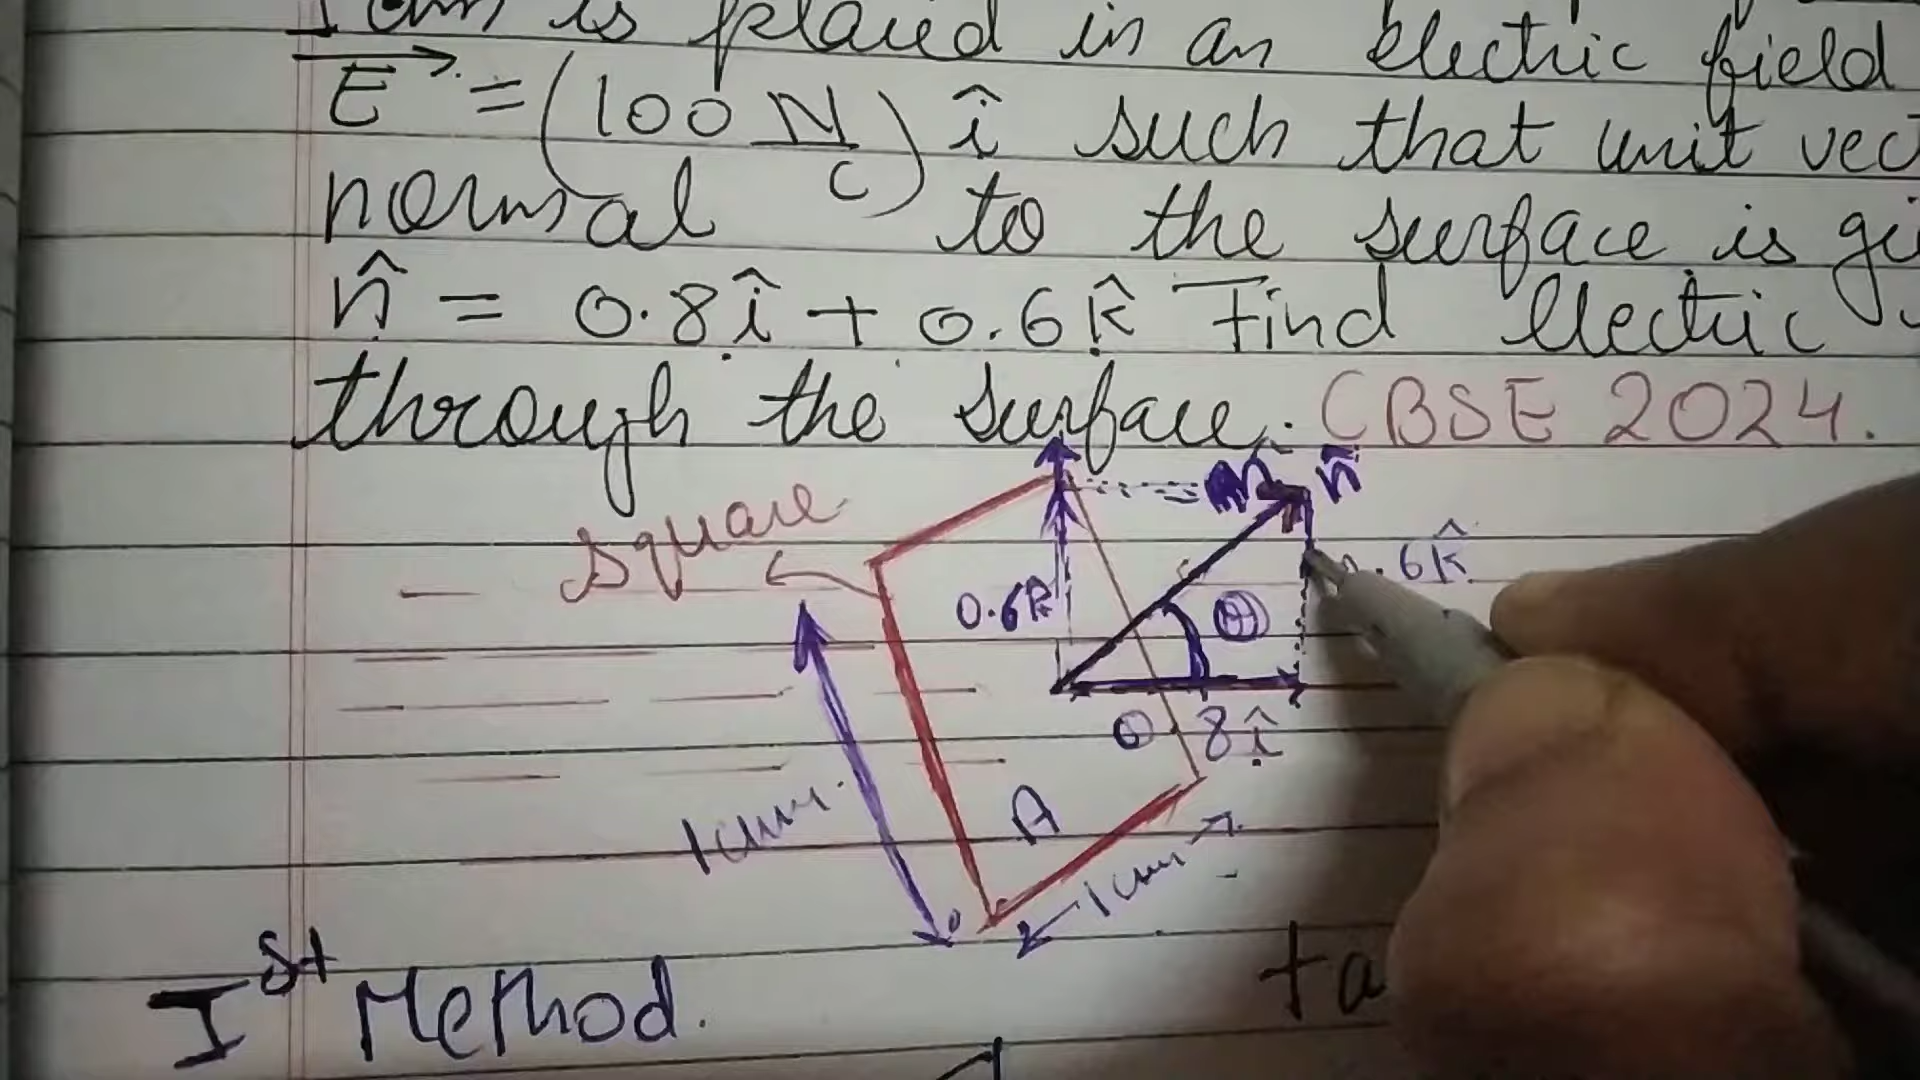 1 cm is placed in an Electric field
E⃗ = (100 N/C) î such that unit vec
normal to the surface is gi
n̂ = 0.8î + 0.6k̂ Find Electric
through the surface. CBSE 2024.
square
n̂
0.6k̂
.6k̂
θ
8î
A
1cm.
1cm
Iˢᵗ Method.
ta